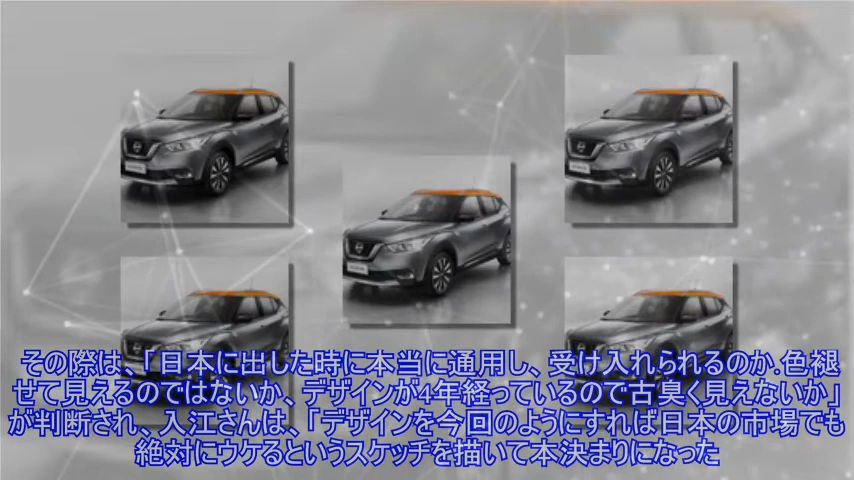 その際は、「日本に出した時に本当に通用し、受け入れられるのか.色褪
せて見えるのではないか、デザインが4年経っているので古臭く見えないか」
が判断され、入江さんは、「デザインを今回のようにすれば日本の市場でも
絶対にウケるというスケッチを描いて本決まりになった